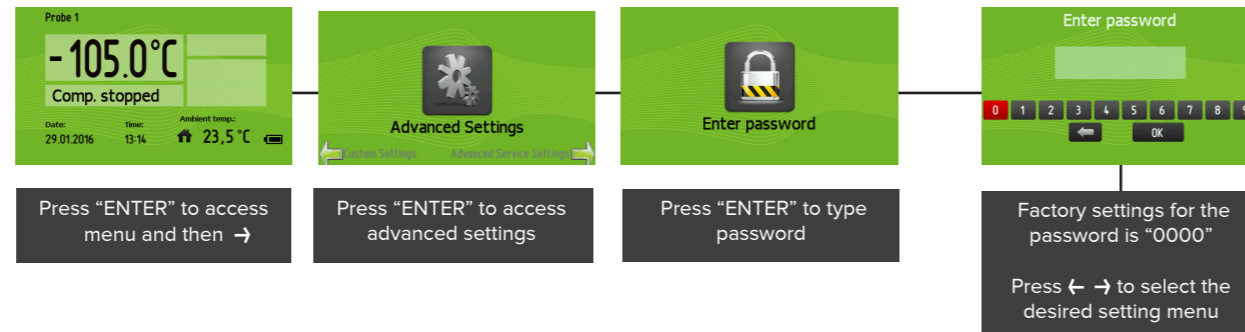 Probe 1
-105.0°C
Comp. stopped
Date: Time: Ambient temp.:
29.01.2016 13:14 23,5°C
Advanced Settings
Custom Settings Advanced Service Settings
Enter password
Enter password
0 1 2 3 4 5 6 7 8 9
OK
Press “ENTER” to access
menu and then →
Press “ENTER” to access
advanced settings
Press “ENTER” to type
password
Factory settings for the
password is “0000”
Press ← → to select the
desired setting menu